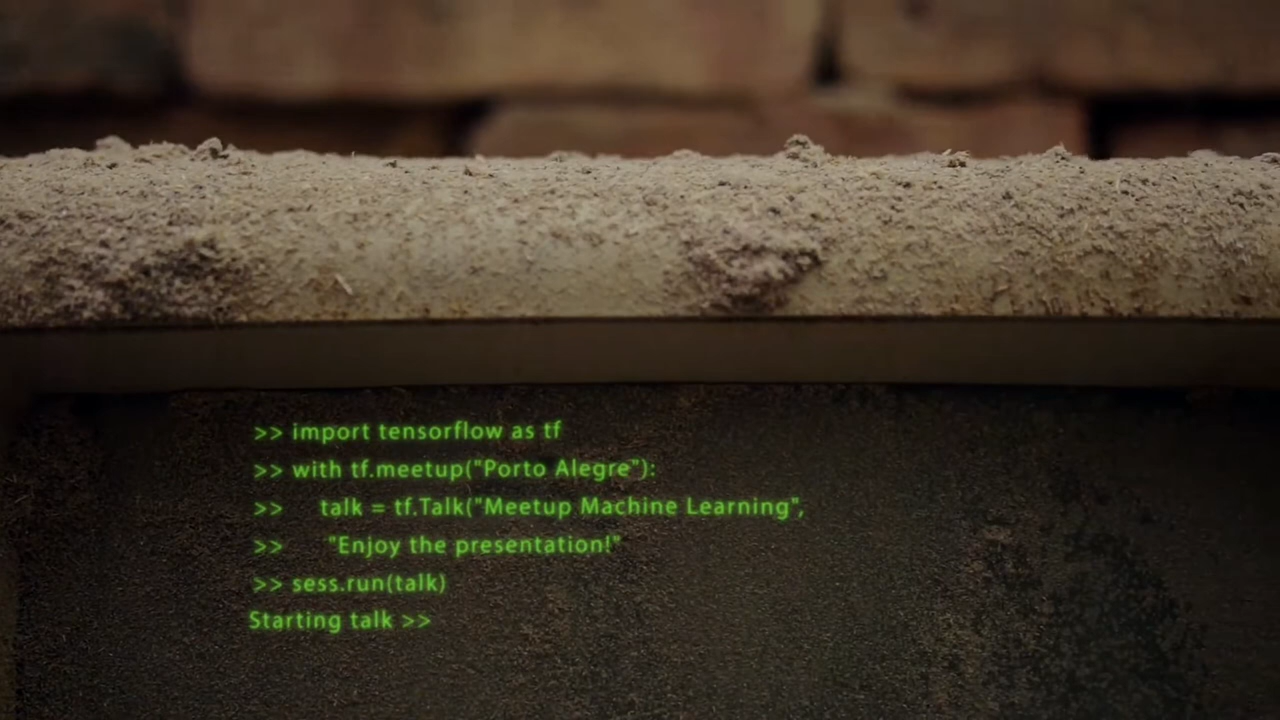 >> import tensorflow as tf
>> with tf.meetup("Porto Alegre"):
>>    talk = tf.Talk("Meetup Machine Learning",
>>     "Enjoy the presentation!"
>> sess.run(talk)
Starting talk >>